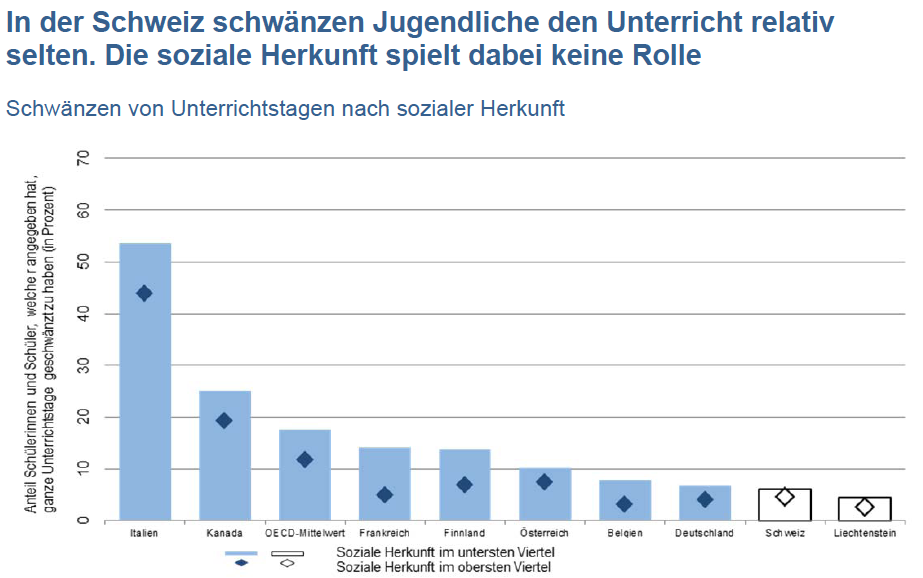 In der Schweiz schwänzen Jugendliche den Unterricht relativ
selten. Die soziale Herkunft spielt dabei keine Rolle
Schwänzen von Unterrichtstagen nach sozialer Herkunft
Anteil Schülerinnen und Schüler, welche r angegeben hat,
ganze Unterrichtstage geschwänzt zu haben (in Prozent)
70
60
50
40
30
20
10
0
Italien Kanada OECD-Mittelwert Frankreich Finnland Österreich Belgien Deutschland Schweiz Liechtenstein
Soziale Herkunft im untersten Viertel
Soziale Herkunft im obersten Viertel